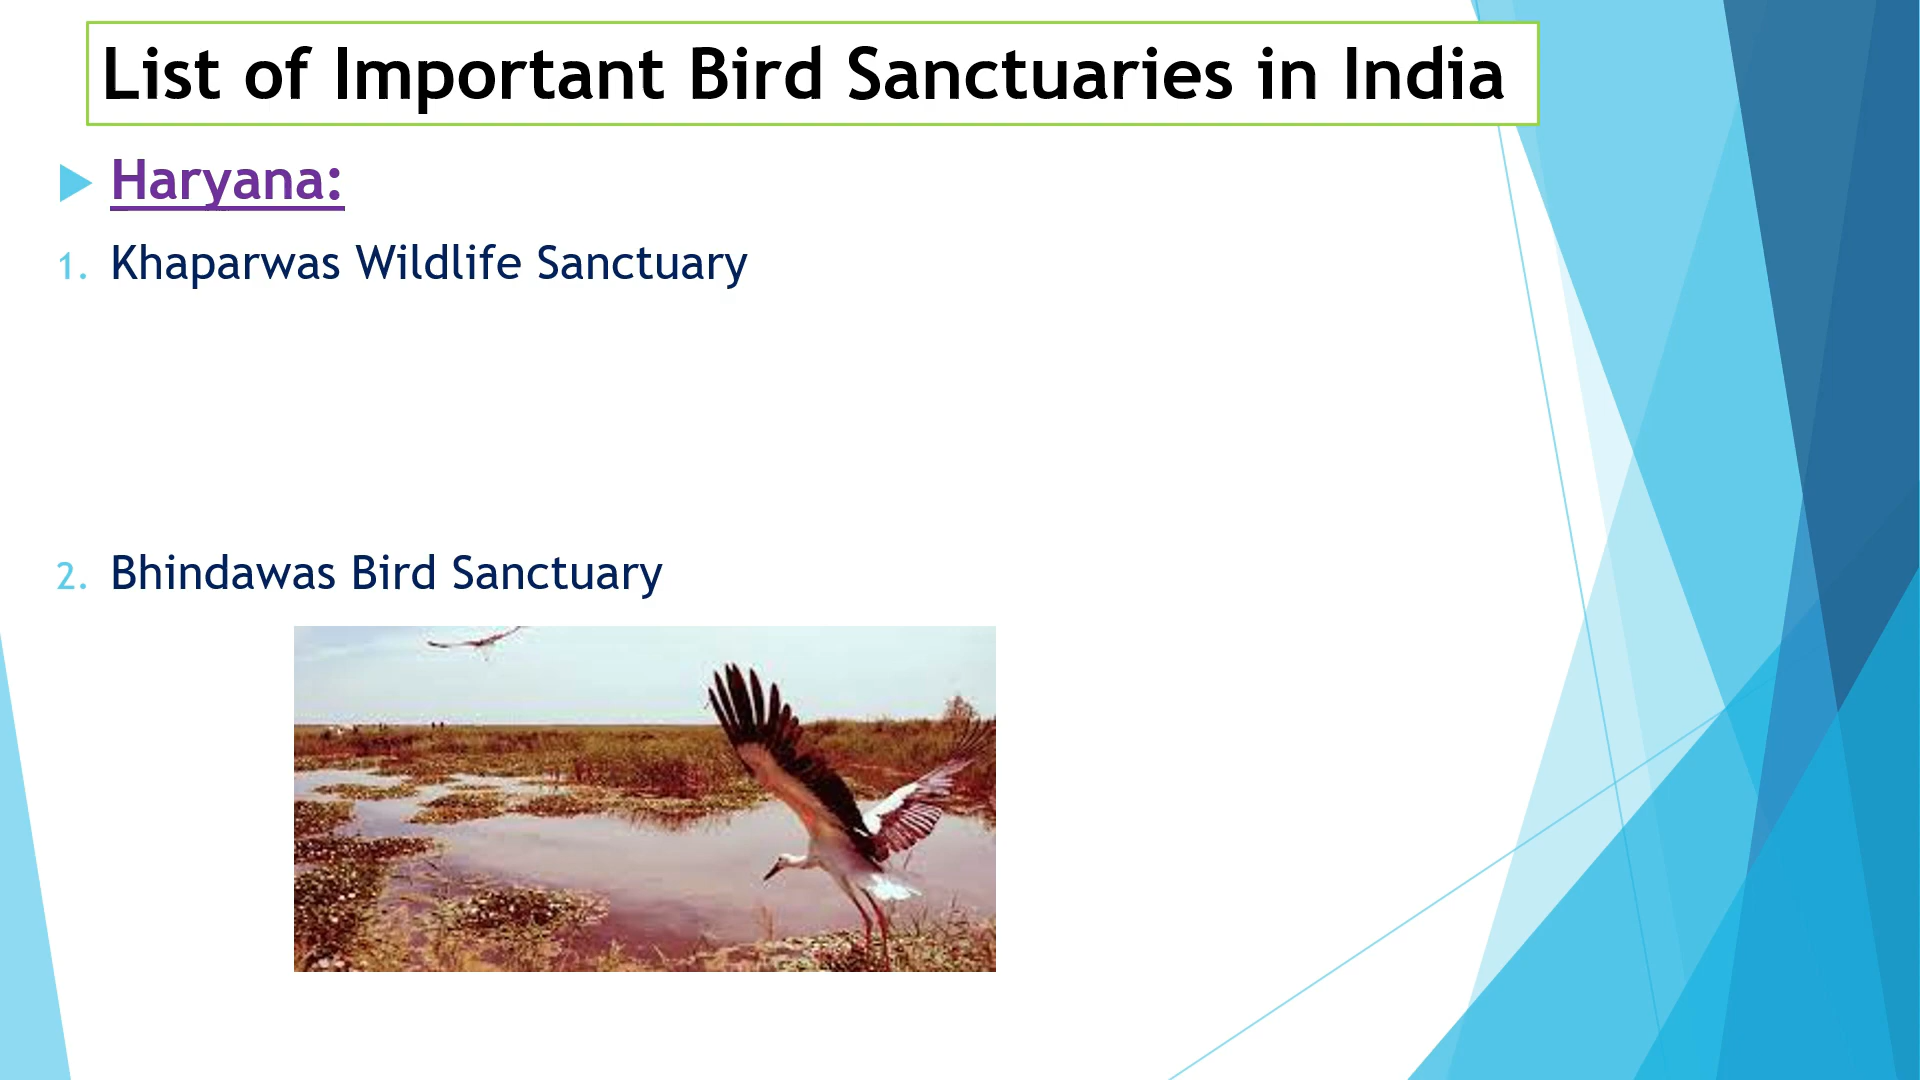 List of Important Bird Sanctuaries in India
Haryana:
1. Khaparwas Wildlife Sanctuary
2. Bhindawas Bird Sanctuary